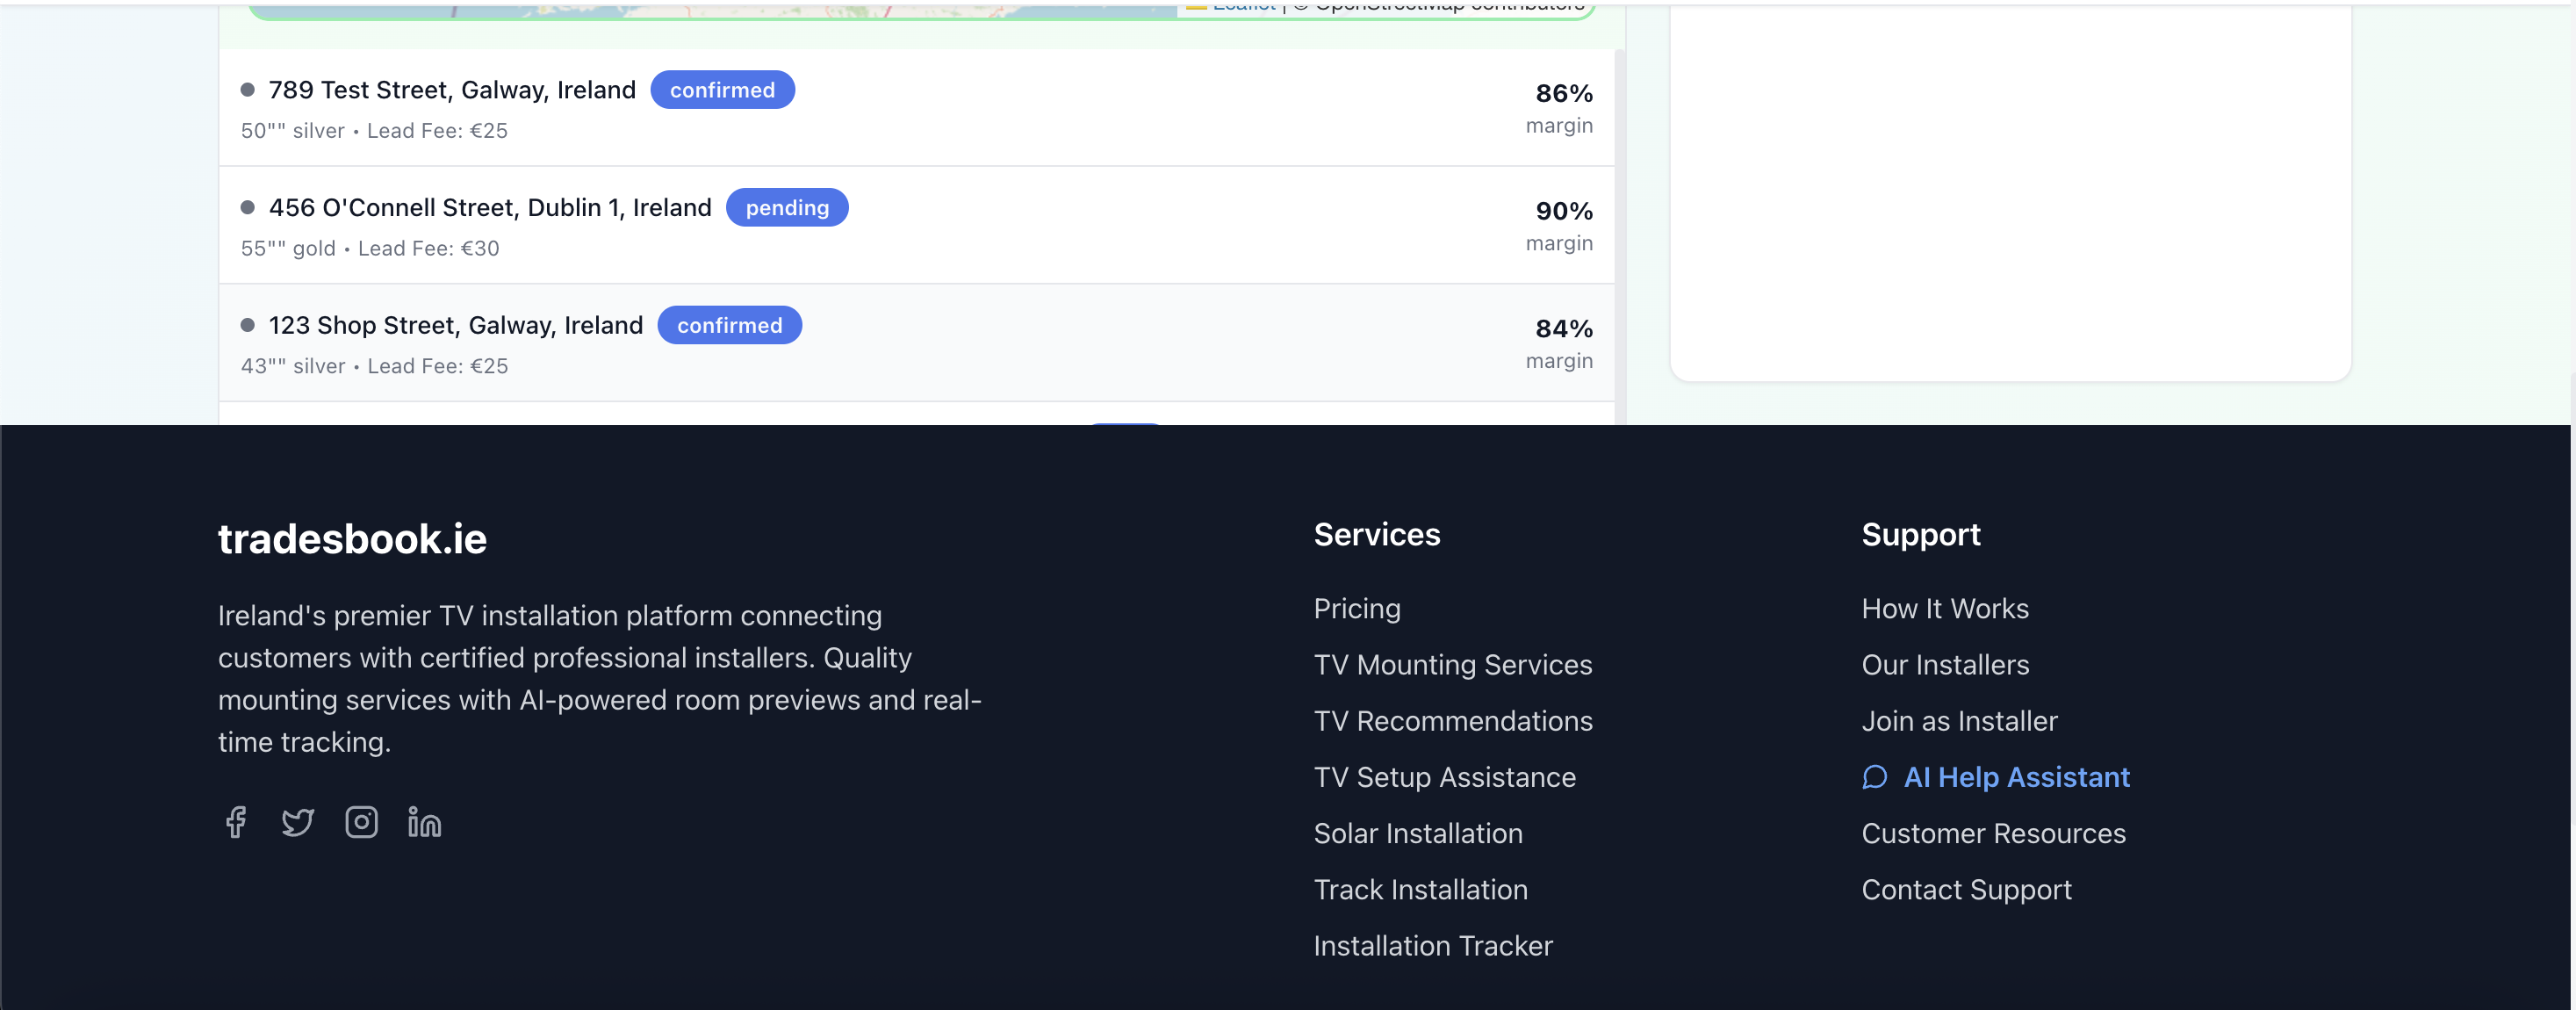 Leaflet | © OpenStreetMap contributors
789 Test Street, Galway, Ireland confirmed
50"" silver • Lead Fee: €25
86%
margin
456 O'Connell Street, Dublin 1, Ireland pending
55"" gold • Lead Fee: €30
90%
margin
123 Shop Street, Galway, Ireland confirmed
43"" silver • Lead Fee: €25
84%
margin
tradesbook.ie
Ireland's premier TV installation platform connecting
customers with certified professional installers. Quality
mounting services with AI-powered room previews and real-
time tracking.
Services
Pricing
TV Mounting Services
TV Recommendations
TV Setup Assistance
Solar Installation
Track Installation
Installation Tracker
Support
How It Works
Our Installers
Join as Installer
AI Help Assistant
Customer Resources
Contact Support